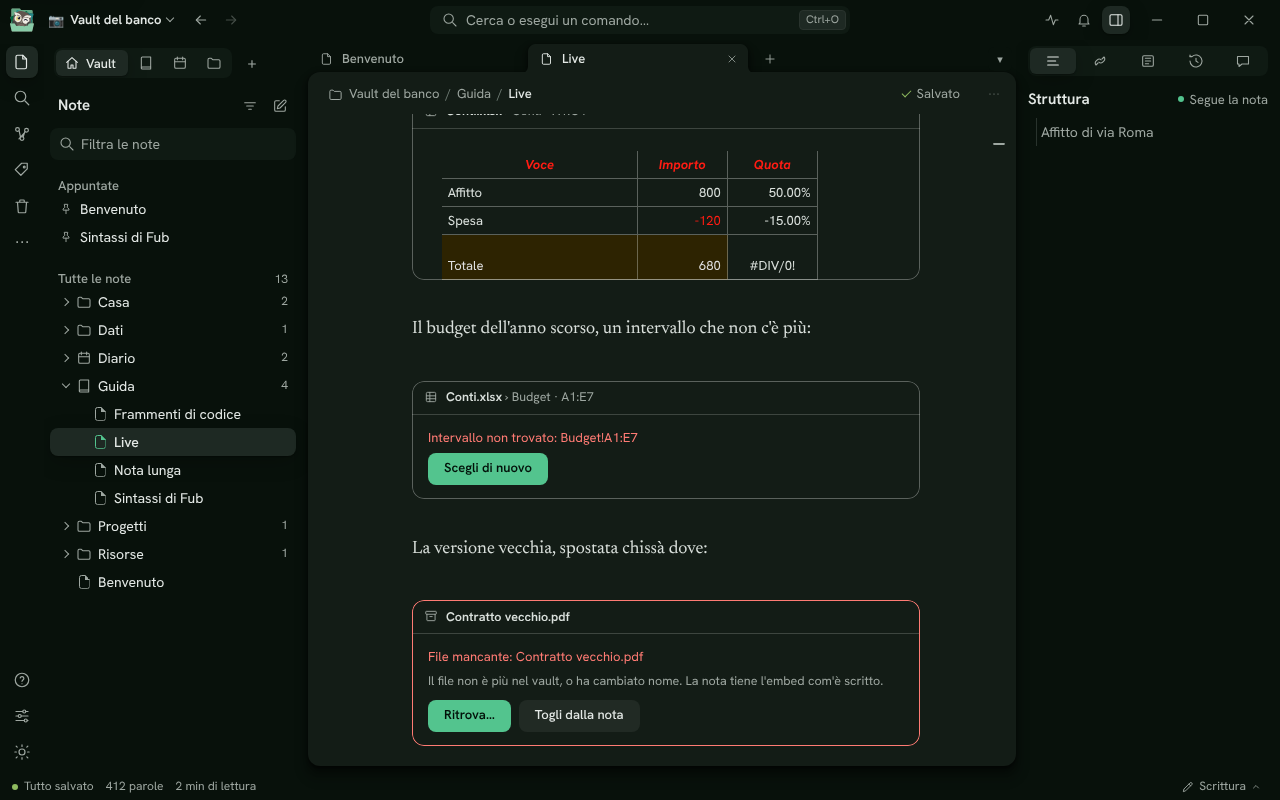 Vault del banco
Cerca o esegui un comando...
Ctrl+O
Vault
Benvenuto
Live
Note
Filtra le note
Appuntate
Benvenuto
Sintassi di Fub
Tutte le note 13
Casa 2
Dati 1
Diario 2
Guida 4
Frammenti di codice
Live
Nota lunga
Sintassi di Fub
Progetti 1
Risorse 1
Benvenuto
Vault del banco / Guida / Live
Salvato
Voce Importo Quota
Affitto 800 50.00%
Spesa -120 -15.00%
Totale 680 #DIV/0!
Il budget dell'anno scorso, un intervallo che non c'è più:
Conti.xlsx › Budget · A1:E7
Intervallo non trovato: Budget!A1:E7
Scegli di nuovo
La versione vecchia, spostata chissà dove:
Contratto vecchio.pdf
File mancante: Contratto vecchio.pdf
Il file non è più nel vault, o ha cambiato nome. La nota tiene l'embed com'è scritto.
Ritrova...
Togli dalla nota
Struttura
Segue la nota
Affitto di via Roma
Tutto salvato 412 parole 2 min di lettura
Scrittura